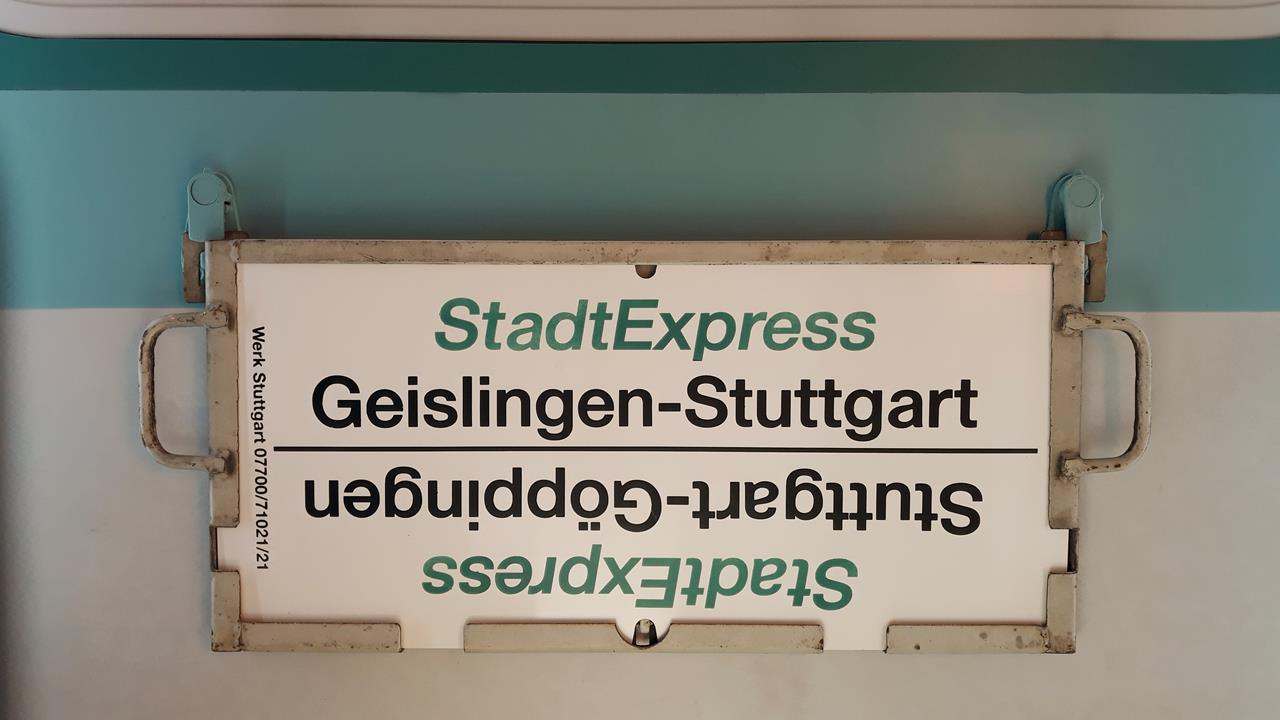 StadtExpress
Geislingen-Stuttgart
Stuttgart-Göppingen
StadtExpress
Werk Stuttgart 07700/71021/21